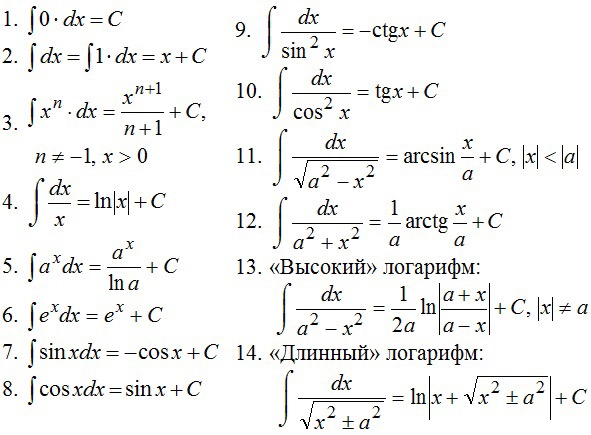 1. ∫0·dx = C
2. ∫dx = ∫1·dx = x + C
3. ∫xⁿ·dx = xⁿ⁺¹/(n+1) + C,
n ≠ −1, x > 0
4. ∫dx/x = ln|x| + C
5. ∫aˣdx = aˣ/ln a + C
6. ∫eˣdx = eˣ + C
7. ∫sin xdx = −cos x + C
8. ∫cos xdx = sin x + C
9. ∫dx/sin² x = −ctgx + C
10. ∫dx/cos² x = tgx + C
11. ∫dx/√(a² − x²) = arcsin x/a + C, |x| < |a|
12. ∫dx/(a² + x²) = 1/a arctg x/a + C
13. «Высокий» логарифм:
∫dx/(a² − x²) = 1/2a ln|(a + x)/(a − x)| + C, |x| ≠ a
14. «Длинный» логарифм:
∫dx/√(x² ± a²) = ln|x + √(x² ± a²)| + C